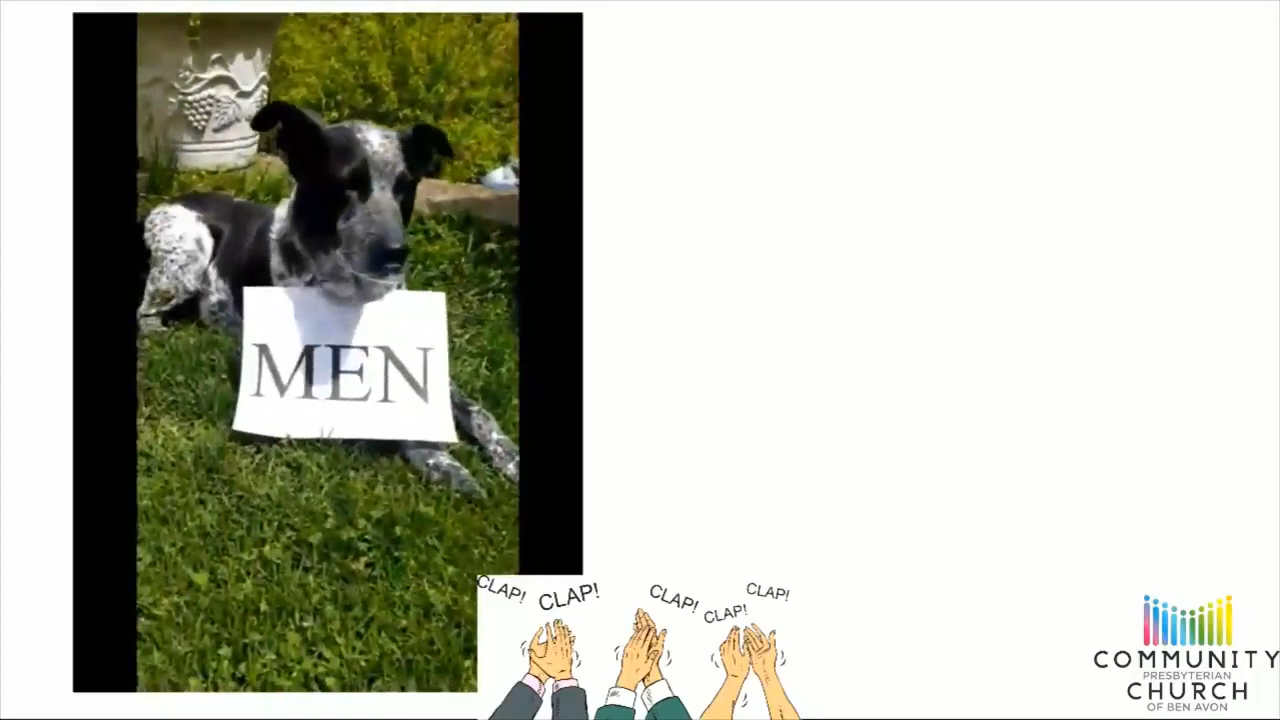 MEN
CLAP!
CLAP!
CLAP!
CLAP!
CLAP!
COMMUNITY
PRESBYTERIAN
CHURCH
OF BEN AVON